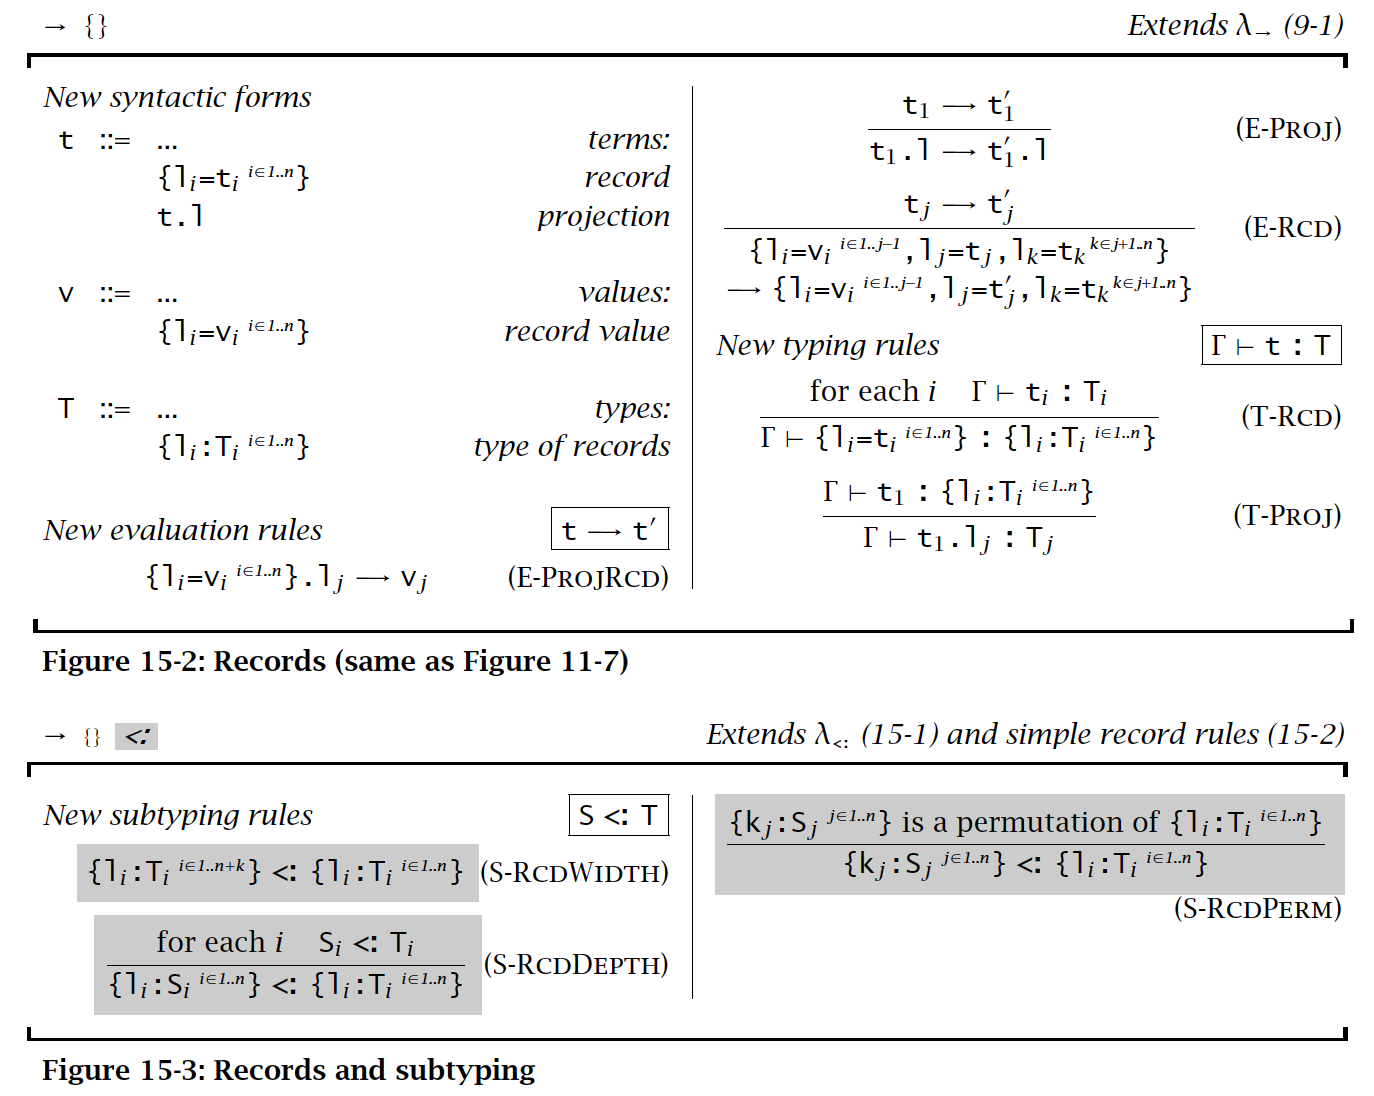 → {} Extends λ→ (9-1)
New syntactic forms
t ::= ... terms:
{lᵢ=tᵢ ^i∈1..n} record
t.l projection
v ::= ... values:
{lᵢ=vᵢ ^i∈1..n} record value
T ::= ... types:
{lᵢ:Tᵢ ^i∈1..n} type of records
New evaluation rules t ⟶ t′
{lᵢ=vᵢ ^i∈1..n}.lⱼ ⟶ vⱼ (E-PROJRCD)
t₁ ⟶ t₁′
t₁.l ⟶ t₁′.l (E-PROJ)
tⱼ ⟶ tⱼ′
{lᵢ=vᵢ ^i∈1..j−1,lⱼ=tⱼ,lₖ=tₖ ^k∈j+1..n} (E-RCD)
⟶ {lᵢ=vᵢ ^i∈1..j−1,lⱼ=tⱼ′,lₖ=tₖ ^k∈j+1..n}
New typing rules Γ ⊢ t : T
for each i Γ ⊢ tᵢ : Tᵢ
Γ ⊢ {lᵢ=tᵢ ^i∈1..n} : {lᵢ:Tᵢ ^i∈1..n} (T-RCD)
Γ ⊢ t₁ : {lᵢ:Tᵢ ^i∈1..n}
Γ ⊢ t₁.lⱼ : Tⱼ (T-PROJ)
Figure 15-2: Records (same as Figure 11-7)
→ {} <: Extends λ<: (15-1) and simple record rules (15-2)
New subtyping rules S <: T
{lᵢ:Tᵢ ^i∈1..n+k} <: {lᵢ:Tᵢ ^i∈1..n} (S-RCDWIDTH)
for each i Sᵢ <: Tᵢ
{lᵢ:Sᵢ ^i∈1..n} <: {lᵢ:Tᵢ ^i∈1..n} (S-RCDDEPTH)
{kⱼ:Sⱼ ^j∈1..n} is a permutation of {lᵢ:Tᵢ ^i∈1..n}
{kⱼ:Sⱼ ^j∈1..n} <: {lᵢ:Tᵢ ^i∈1..n}
(S-RCDPERM)
Figure 15-3: Records and subtyping